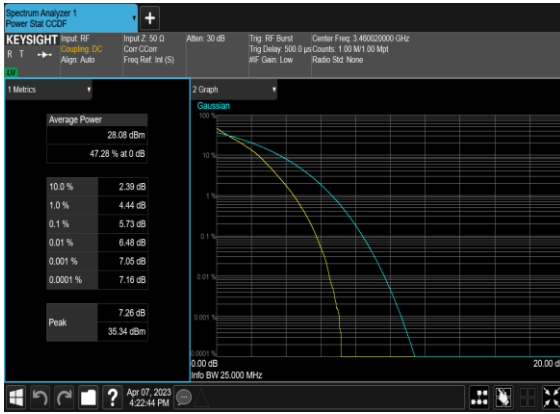 Spectrum Analyzer 1
Power Stat CCDF
KEYSIGHT
R T
LXI
Input: RF
Coupling: DC
Align: Auto
Input Z: 50 Ω
Corr CCorr
Freq Ref: Int (S)
Atten: 30 dB
Trig: RF Burst
Trig Delay: 500.0 µs
#IF Gain: Low
Center Freq: 3.460020000 GHz
Counts: 1.00 M/1.00 Mpt
Radio Std: None
1 Metrics
Average Power
28.08 dBm
47.28 % at 0 dB
10.0 % 2.39 dB
1.0 % 4.44 dB
0.1 % 5.73 dB
0.01 % 6.48 dB
0.001 % 7.05 dB
0.0001 % 7.16 dB
Peak
7.26 dB
35.34 dBm
2 Graph
Gaussian
100 %
10 %
1 %
0.1 %
0.01 %
0.001 %
0.0001 %
0.00 dB
20.00 d
Info BW 25.000 MHz
?
Apr 07, 2023
4:22:44 PM